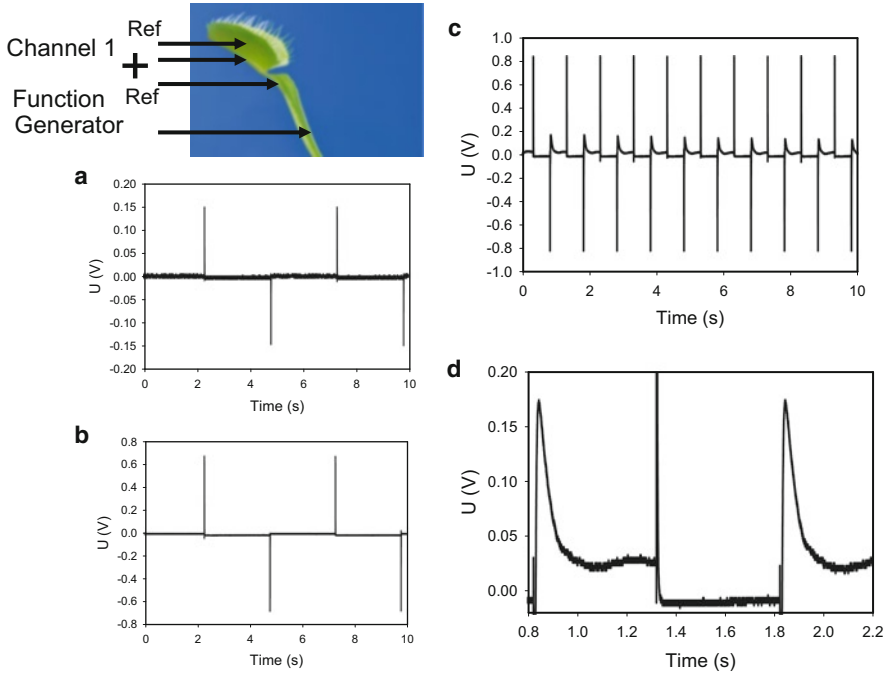 Ref
Channel 1
+
Ref
Function
Generator
a
0.20
0.15
0.10
0.05
0.00
-0.05
-0.10
-0.15
-0.20
U (V)
0 2 4 6 8 10
Time (s)
b
0.8
0.6
0.4
0.2
0.0
-0.2
-0.4
-0.6
-0.8
U (V)
0 2 4 6 8 10
Time (s)
c
1.0
0.8
0.6
0.4
0.2
0.0
-0.2
-0.4
-0.6
-0.8
-1.0
U (V)
0 2 4 6 8 10
Time (s)
d
0.20
0.15
0.10
0.05
0.00
U (V)
0.8 1.0 1.2 1.4 1.6 1.8 2.0 2.2
Time (s)